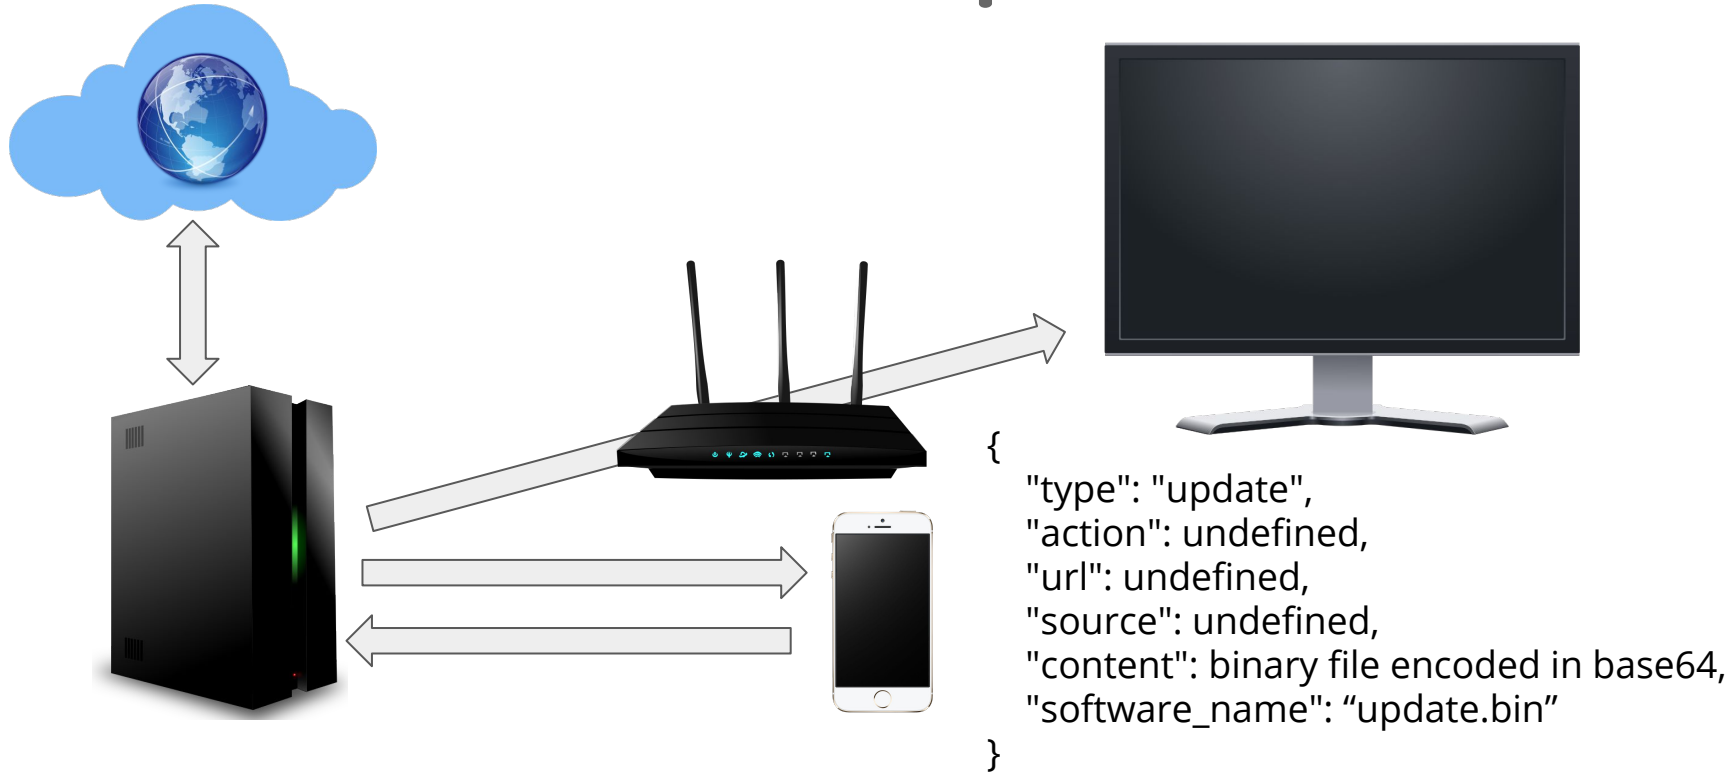 {
"type": "update",
"action": undefined,
"url": undefined,
"source": undefined,
"content": binary file encoded in base64,
"software_name": “update.bin”
}